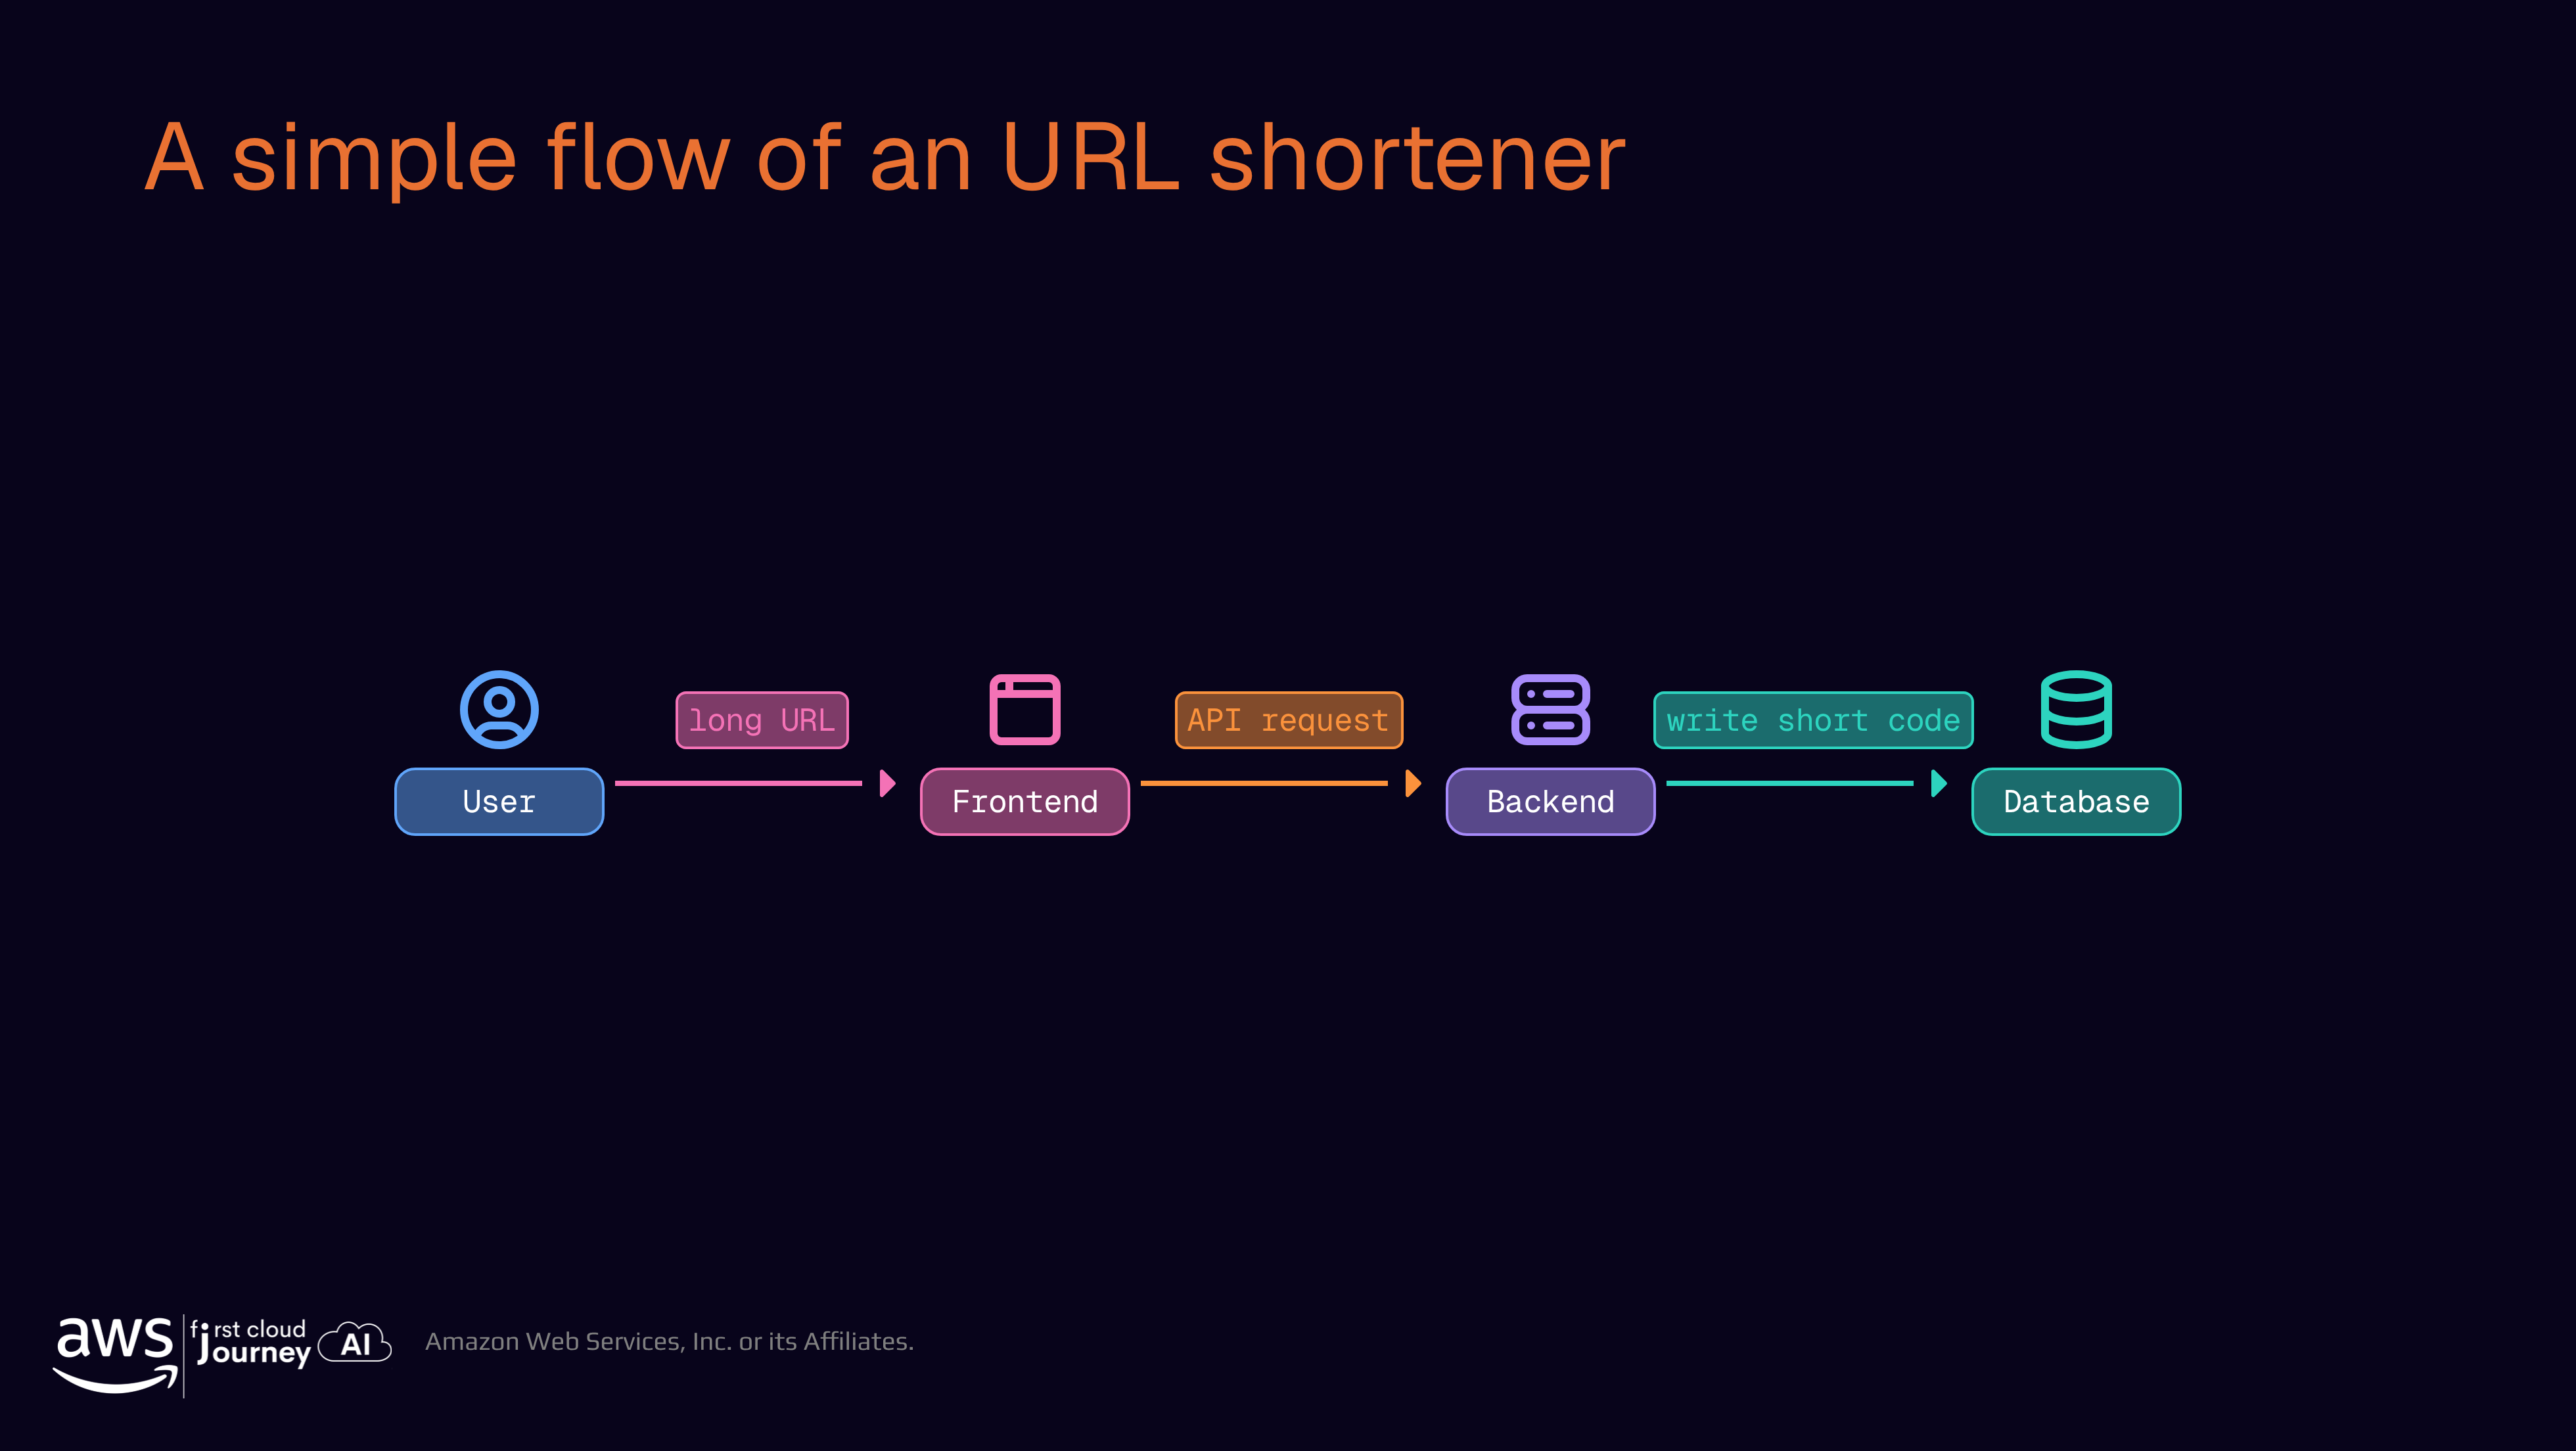 A simple flow of an URL shortener
long URL
API request
write short code
User
Frontend
Backend
Database
aws
first cloud
journey
AI
Amazon Web Services, Inc. or its Affiliates.